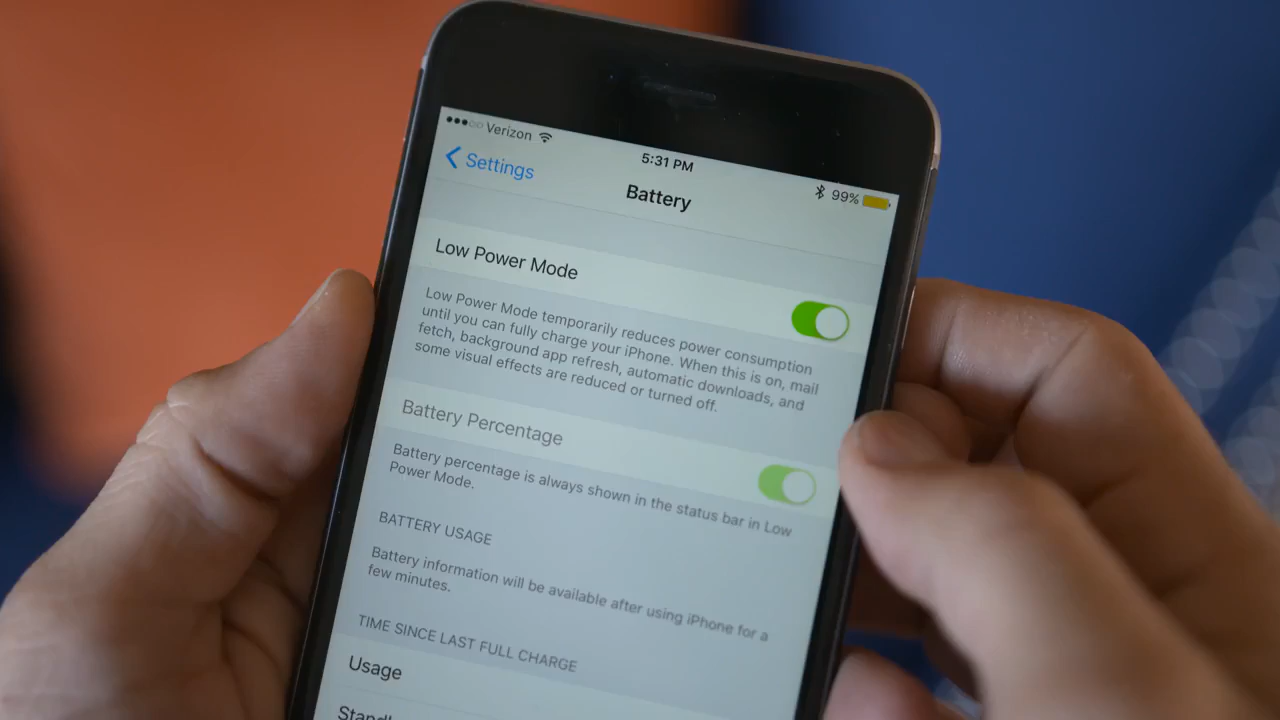 Verizon
5:31 PM
99%
Settings
Battery
Low Power Mode
Low Power Mode temporarily reduces power consumption
until you can fully charge your iPhone. When this is on, mail
fetch, background app refresh, automatic downloads, and
some visual effects are reduced or turned off.
Battery Percentage
Battery percentage is always shown in the status bar in Low
Power Mode.
BATTERY USAGE
Battery information will be available after using iPhone for a
few minutes.
TIME SINCE LAST FULL CHARGE
Usage